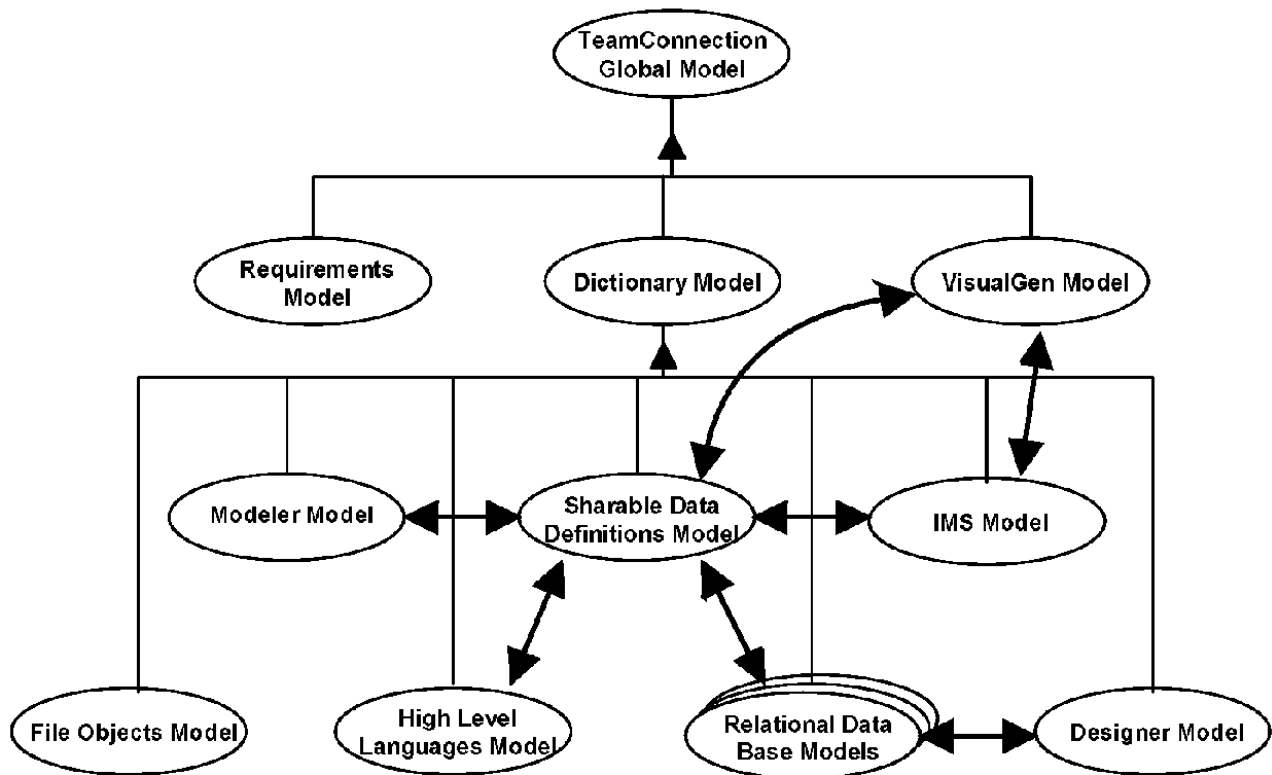 TeamConnection
Global Model
Requirements
Model
Dictionary Model
VisualGen Model
Modeler Model
Sharable Data
Definitions Model
IMS Model
File Objects Model
High Level
Languages Model
Relational Data
Base Models
Designer Model